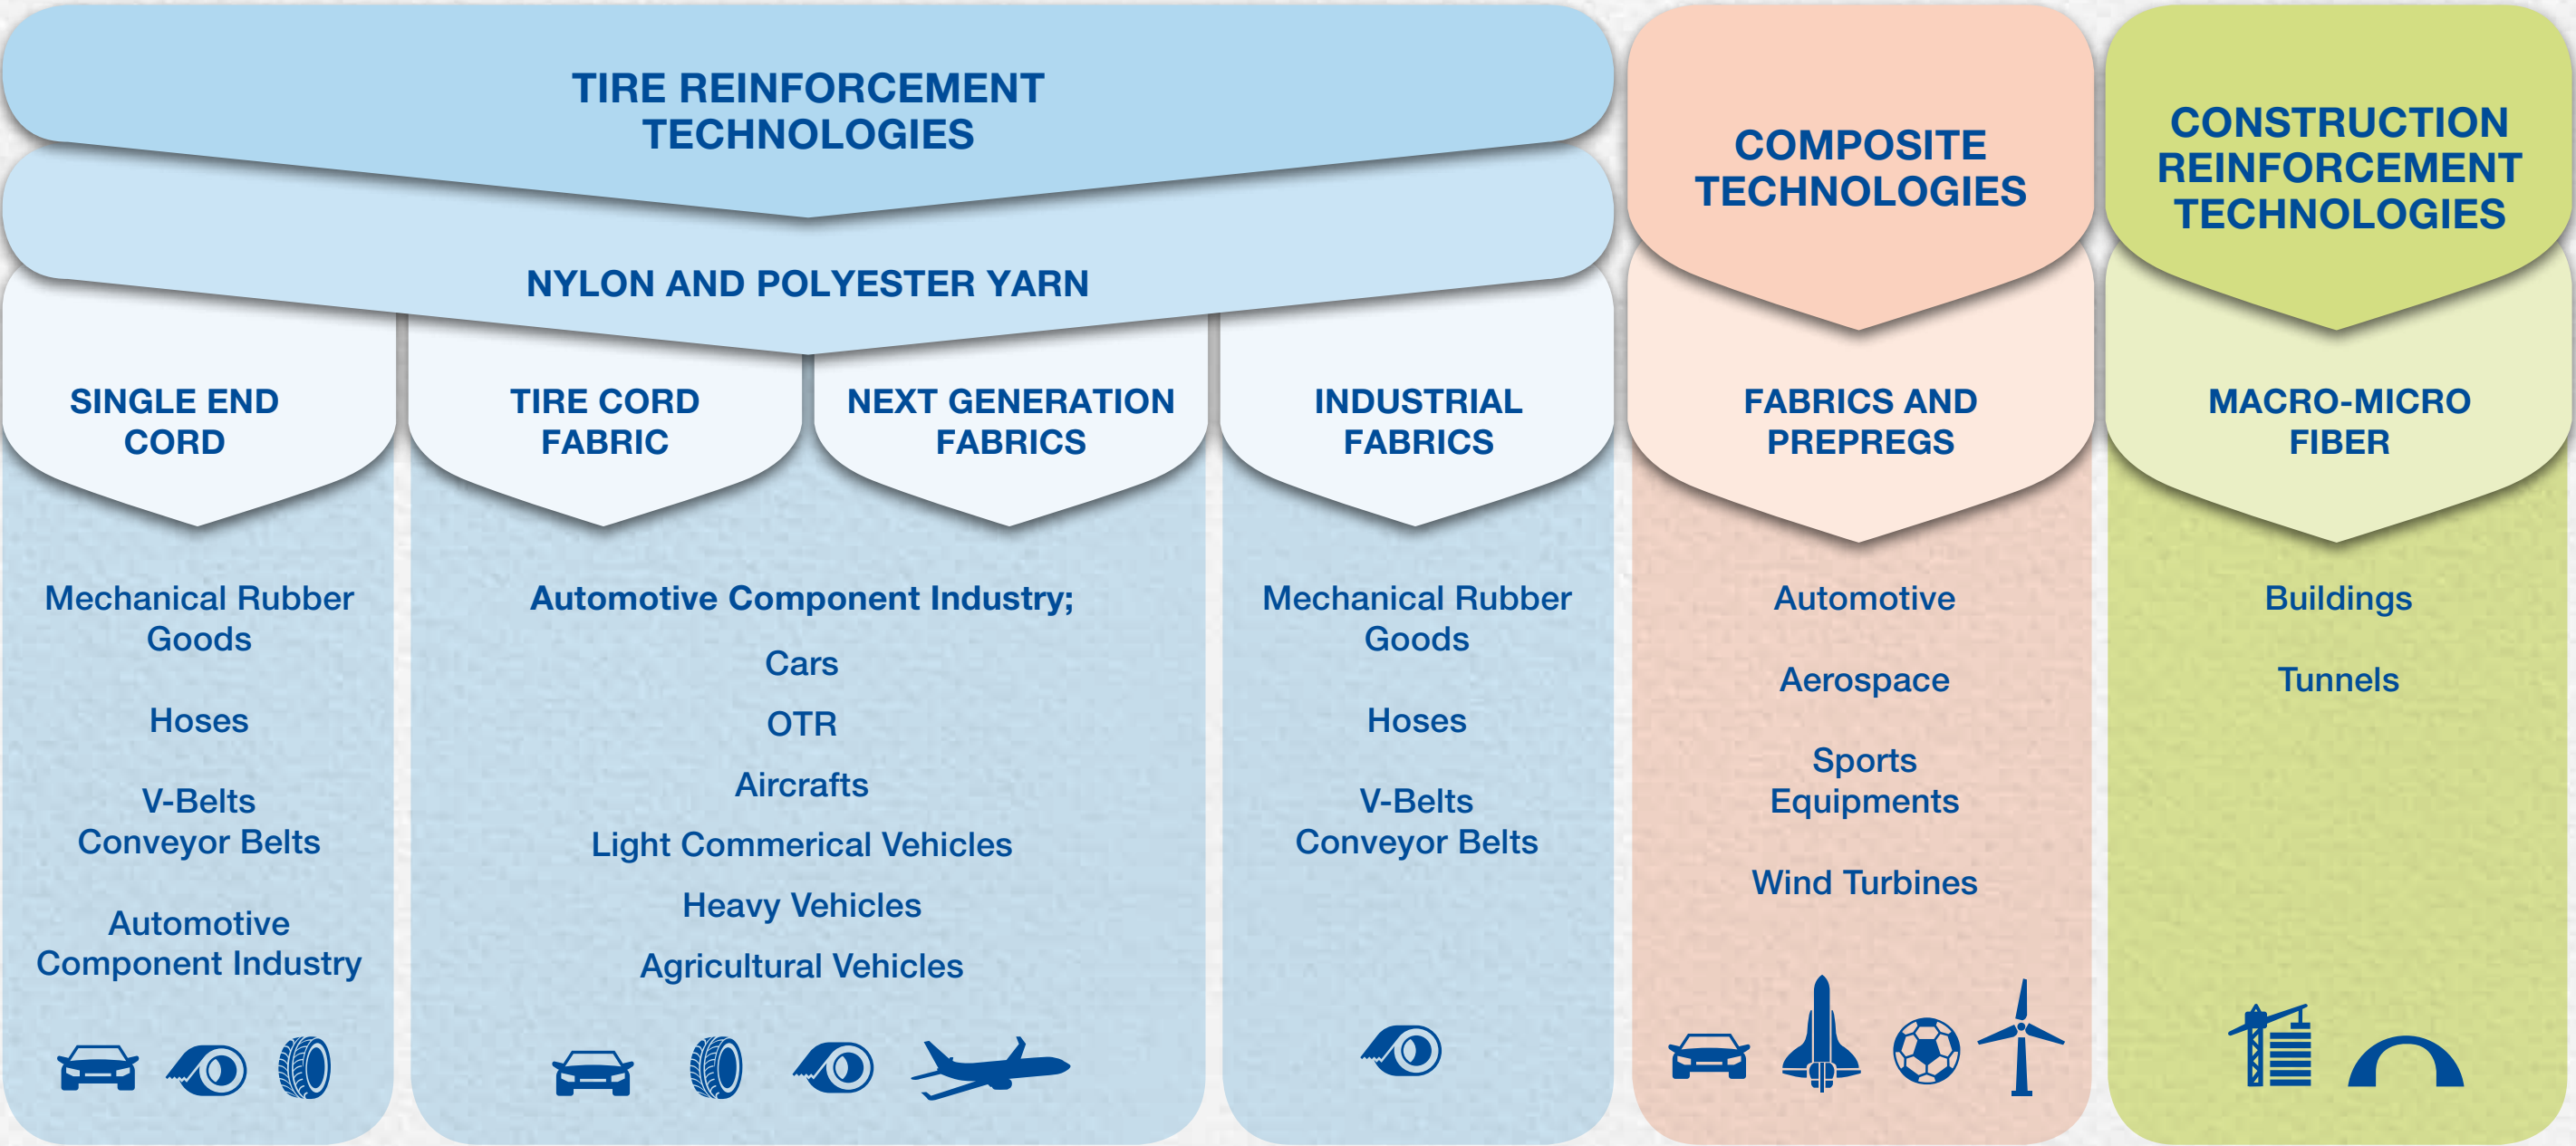 TIRE REINFORCEMENT
TECHNOLOGIES
NYLON AND POLYESTER YARN
COMPOSITE
TECHNOLOGIES
CONSTRUCTION
REINFORCEMENT
TECHNOLOGIES
SINGLE END
CORD
TIRE CORD
FABRIC
NEXT GENERATION
FABRICS
INDUSTRIAL
FABRICS
FABRICS AND
PREPREGS
MACRO-MICRO
FIBER
Mechanical Rubber
Goods
Hoses
V-Belts
Conveyor Belts
Automotive
Component Industry
Automotive Component Industry;
Cars
OTR
Aircrafts
Light Commerical Vehicles
Heavy Vehicles
Agricultural Vehicles
Mechanical Rubber
Goods
Hoses
V-Belts
Conveyor Belts
Automotive
Aerospace
Sports
Equipments
Wind Turbines
Buildings
Tunnels